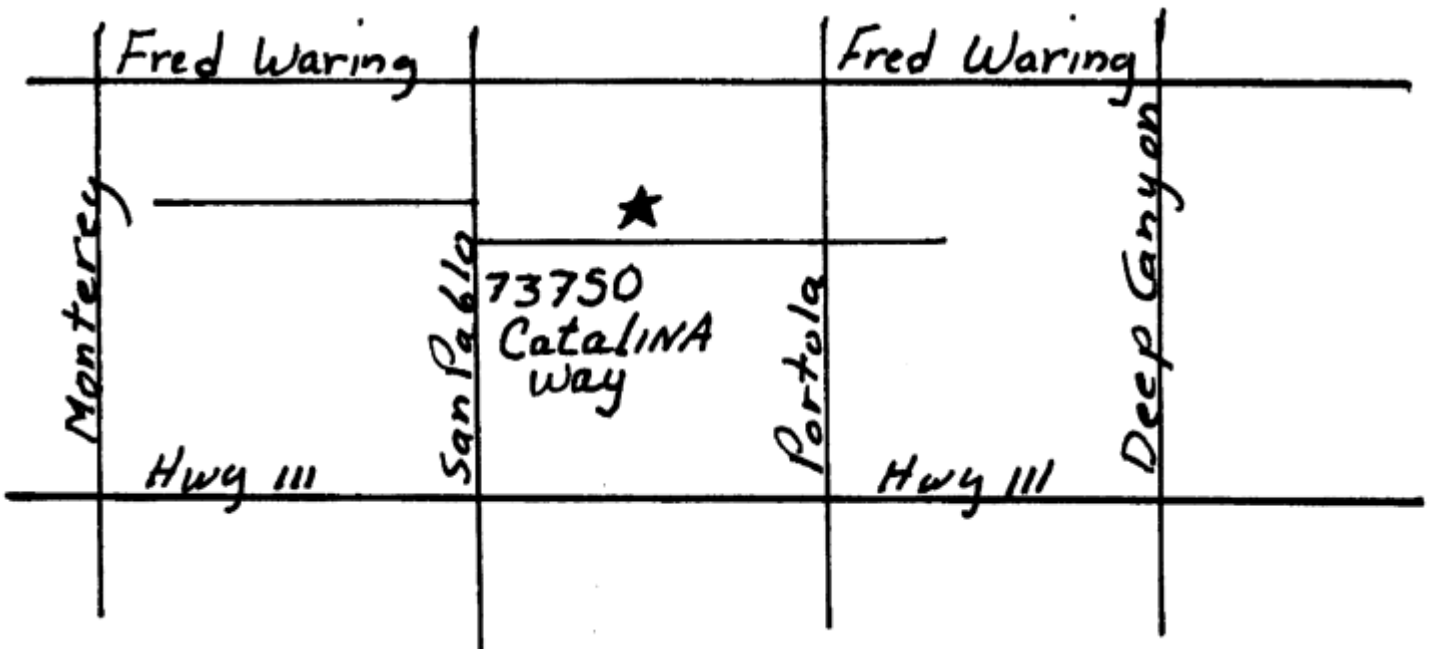 Fred Waring
Fred Waring
Monterey
San Pablo
73750
CatalINA
way
Portola
Deep Canyon
Hwy 111
Hwy 111